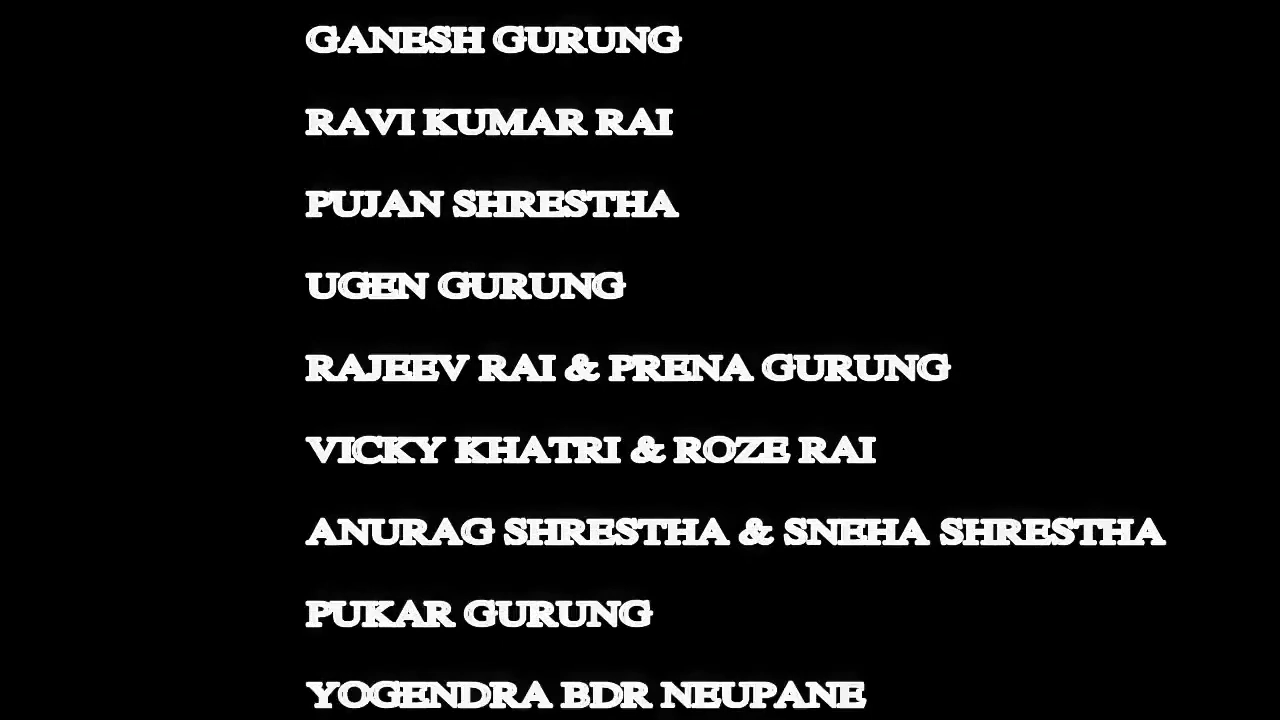 GANESH GURUNG
RAVI KUMAR RAI
PUJAN SHRESTHA
UGEN GURUNG
RAJEEV RAI & PRENA GURUNG
VICKY KHATRI & ROZE RAI
ANURAG SHRESTHA & SNEHA SHRESTHA
PUKAR GURUNG
YOGENDRA BDR NEUPANE